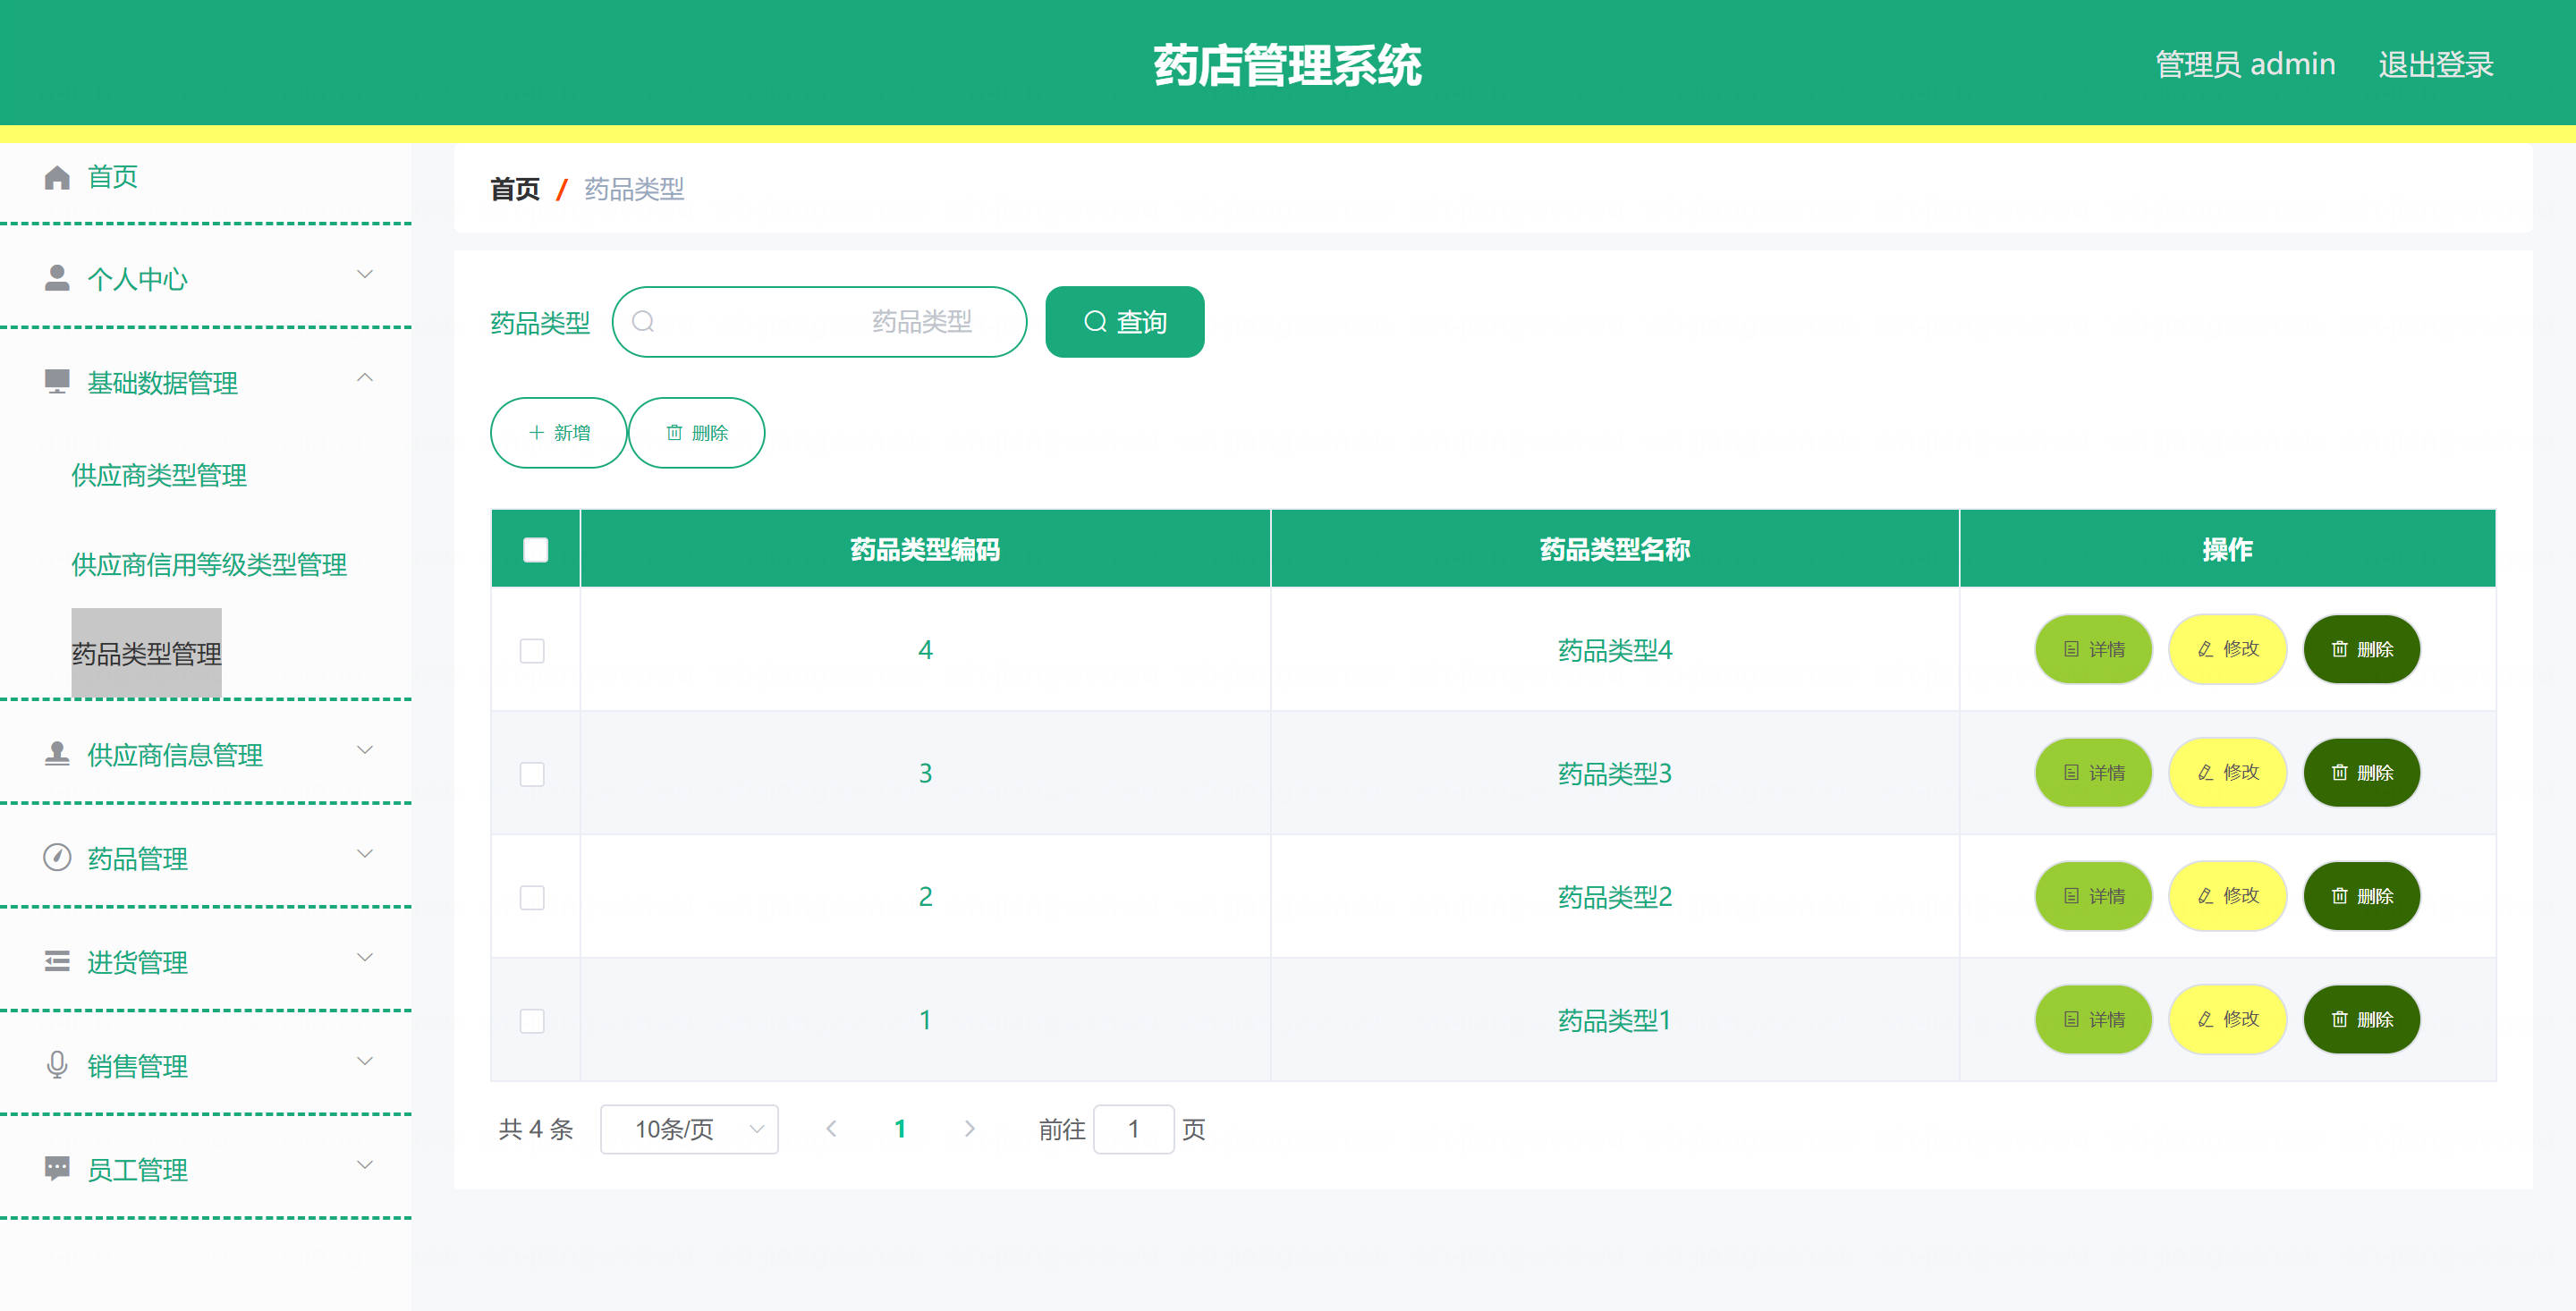 药店管理系统
管理员 admin 退出登录
首页
个人中心
基础数据管理
供应商类型管理
供应商信用等级类型管理
药品类型管理
供应商信息管理
药品管理
进货管理
销售管理
员工管理
首页 / 药品类型
药品类型 药品类型 查询
新增 删除
药品类型编码 药品类型名称 操作
4 药品类型4 详情 修改 删除
3 药品类型3 详情 修改 删除
2 药品类型2 详情 修改 删除
1 药品类型1 详情 修改 删除
共 4 条 10条/页 1 前往 1 页